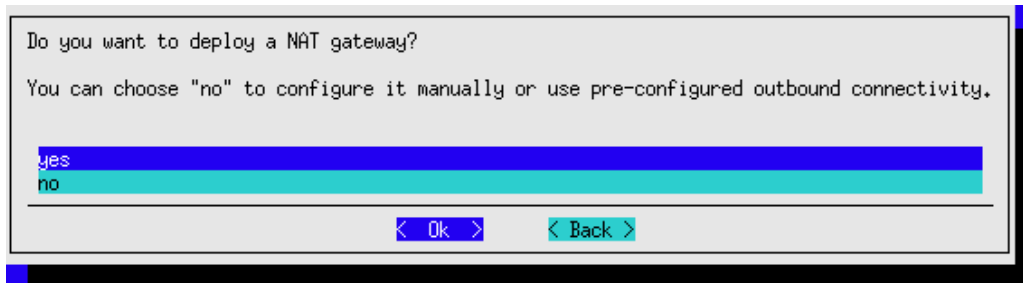 Do you want to deploy a NAT gateway?
You can choose "no" to configure it manually or use pre-configured outbound connectivity.
yes
no
< Ok > < Back >